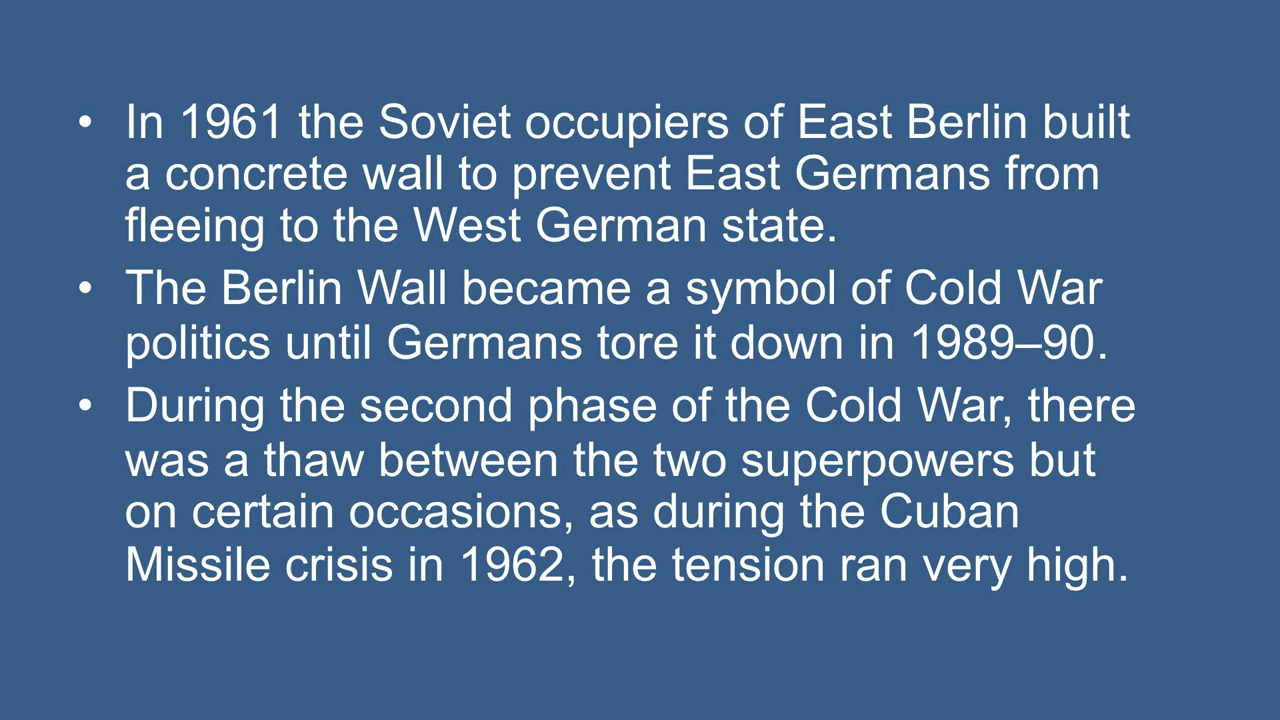 • In 1961 the Soviet occupiers of East Berlin built
a concrete wall to prevent East Germans from
fleeing to the West German state.
• The Berlin Wall became a symbol of Cold War
politics until Germans tore it down in 1989–90.
• During the second phase of the Cold War, there
was a thaw between the two superpowers but
on certain occasions, as during the Cuban
Missile crisis in 1962, the tension ran very high.